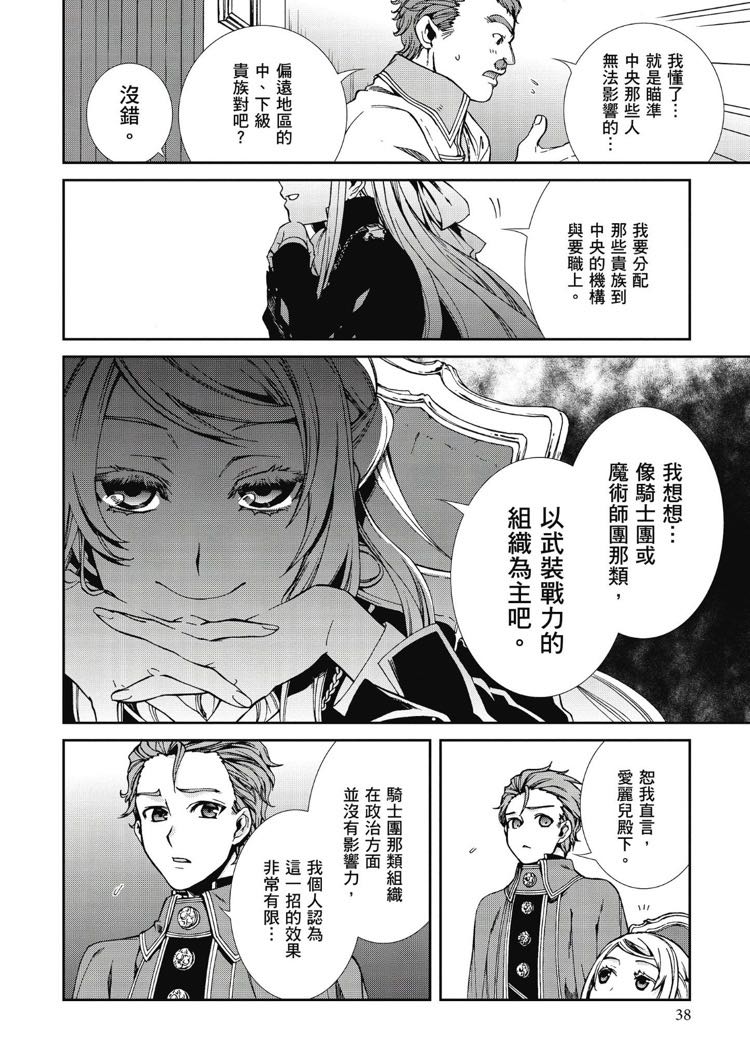 我懂了…
就是瞄準
中央那些人
無法影響的…
偏遠地區的
中、下級
貴族對吧？
沒錯。
我要分配
那些貴族到
中央的機構
與要職上。
我想想…
像騎士團或
魔術師團那類，
以武裝戰力的
組織為主吧。
恕我直言，
愛麗兒殿下。
騎士團那類組織
在政治方面
並沒有影響力，
我個人認為
這一招的效果
非常有限…
38